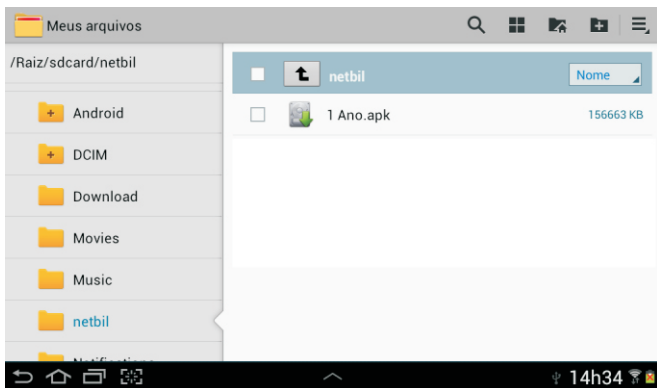 Meus arquivos
/Raiz/sdcard/netbil
netbil
Nome
Android
1 Ano.apk
156663 KB
DCIM
Download
Movies
Music
netbil
Notifications
14h34